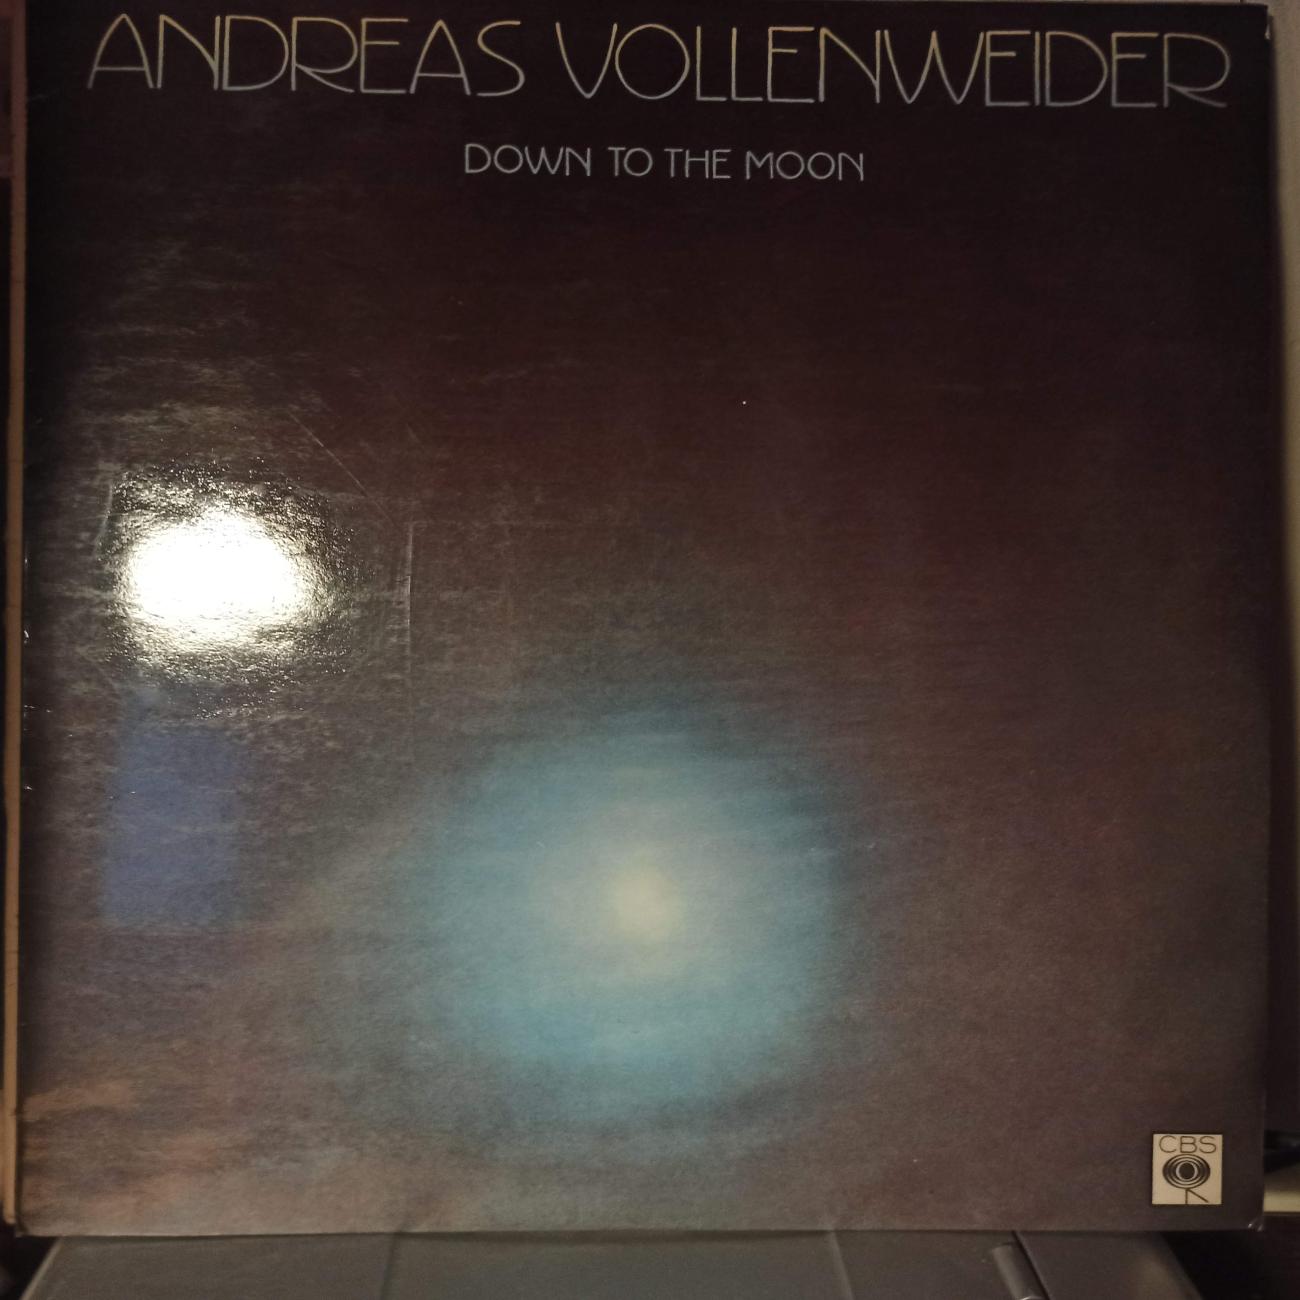 ANDREAS VOLLENWEIDER
DOWN TO THE MOON
CBS